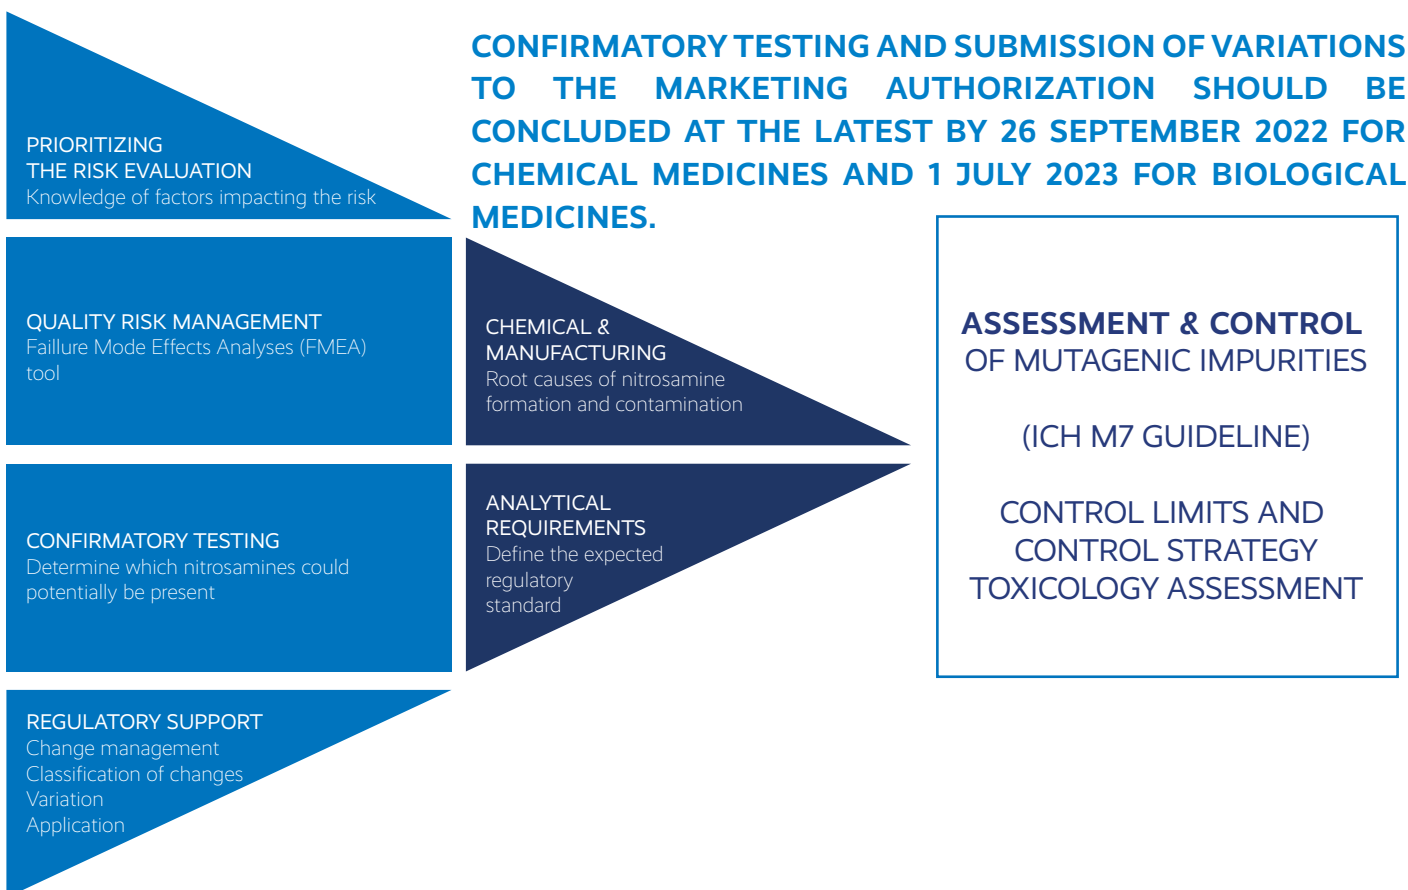 CONFIRMATORY TESTING AND SUBMISSION OF VARIATIONS
TO THE MARKETING AUTHORIZATION SHOULD BE
CONCLUDED AT THE LATEST BY 26 SEPTEMBER 2022 FOR
CHEMICAL MEDICINES AND 1 JULY 2023 FOR BIOLOGICAL
MEDICINES.
PRIORITIZING
THE RISK EVALUATION
Knowledge of factors impacting the risk
QUALITY RISK MANAGEMENT
Faillure Mode Effects Analyses (FMEA)
tool
CONFIRMATORY TESTING
Determine which nitrosamines could
potentially be present
REGULATORY SUPPORT
Change management
Classification of changes
Variation
Application
CHEMICAL &
MANUFACTURING
Root causes of nitrosamine
formation and contamination
ANALYTICAL
REQUIREMENTS
Define the expected
regulatory
standard
ASSESSMENT & CONTROL
OF MUTAGENIC IMPURITIES
(ICH M7 GUIDELINE)
CONTROL LIMITS AND
CONTROL STRATEGY
TOXICOLOGY ASSESSMENT